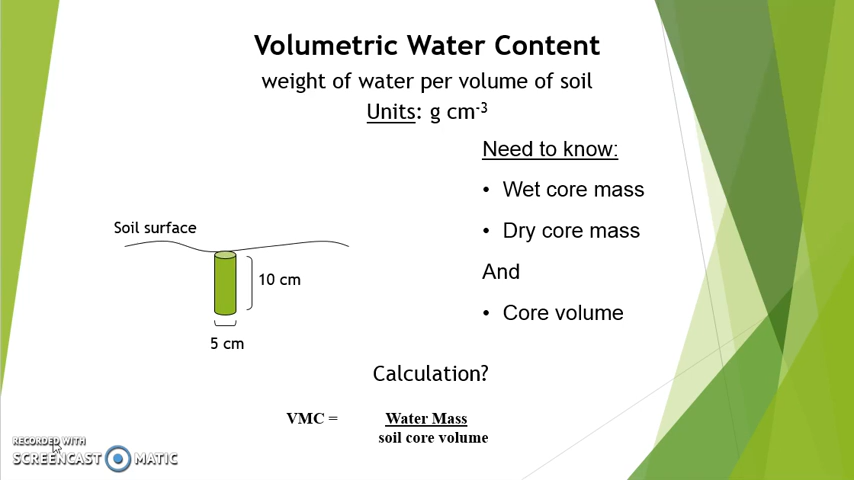 Volumetric Water Content
weight of water per volume of soil
Units: g cm-3
Need to know:
• Wet core mass
• Dry core mass
And
• Core volume
Soil surface
10 cm
5 cm
Calculation?
VMC = Water Mass
soil core volume
RECORDED WITH
SCREENCAST MATIC